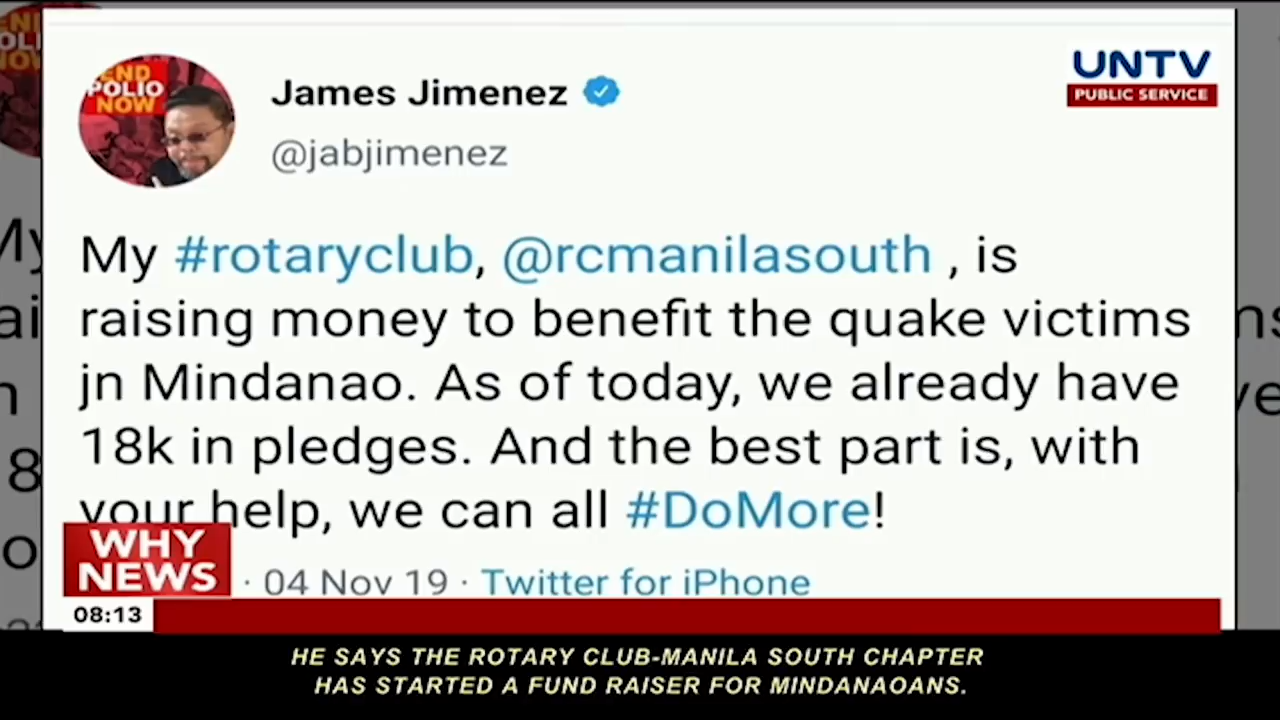 END
POLIO
NOW
James Jimenez
@jabjimenez
UNTV
PUBLIC SERVICE
My #rotaryclub, @rcmanilasouth , is
raising money to benefit the quake victims
jn Mindanao. As of today, we already have
18k in pledges. And the best part is, with
your help, we can all #DoMore!
· 04 Nov 19 · Twitter for iPhone
WHY
NEWS
08:13
HE SAYS THE ROTARY CLUB-MANILA SOUTH CHAPTER
HAS STARTED A FUND RAISER FOR MINDANAOANS.